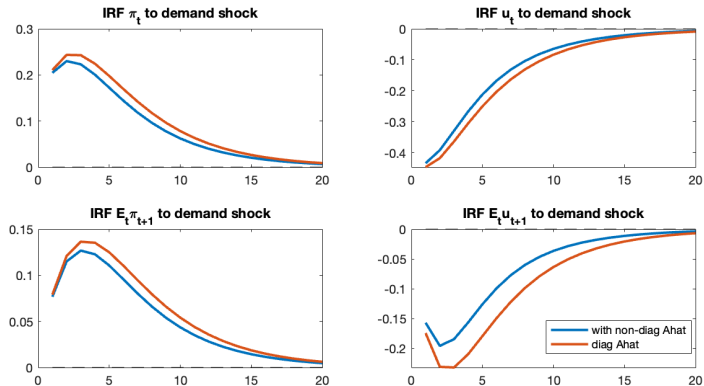 IRF π_t to demand shock
0.3
0.2
0.1
0
0 5 10 15 20
IRF u_t to demand shock
0
-0.1
-0.2
-0.3
-0.4
0 5 10 15 20
IRF E_tπ_{t+1} to demand shock
0.15
0.1
0.05
0
0 5 10 15 20
IRF E_tu_{t+1} to demand shock
0
-0.05
-0.1
-0.15
-0.2
0 5 10 15 20
with non-diag Ahat
diag Ahat